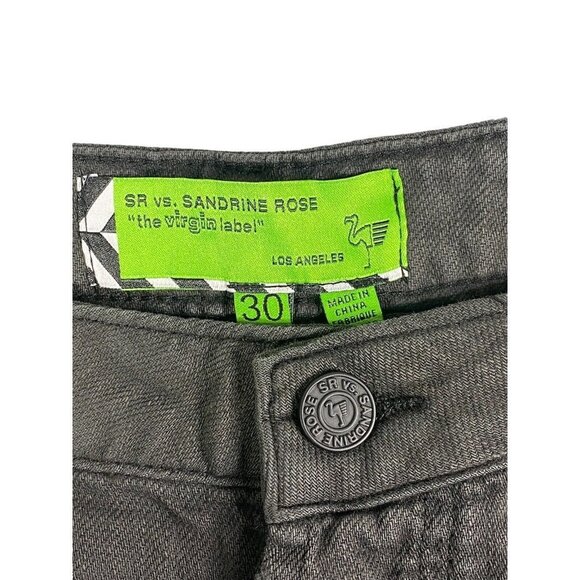 SR vs. SANDRINE ROSE
"the virgin label"
LOS ANGELES
30
MADE IN
CHINA
FABRIQUE
SR VS. SANDRINE ROSE